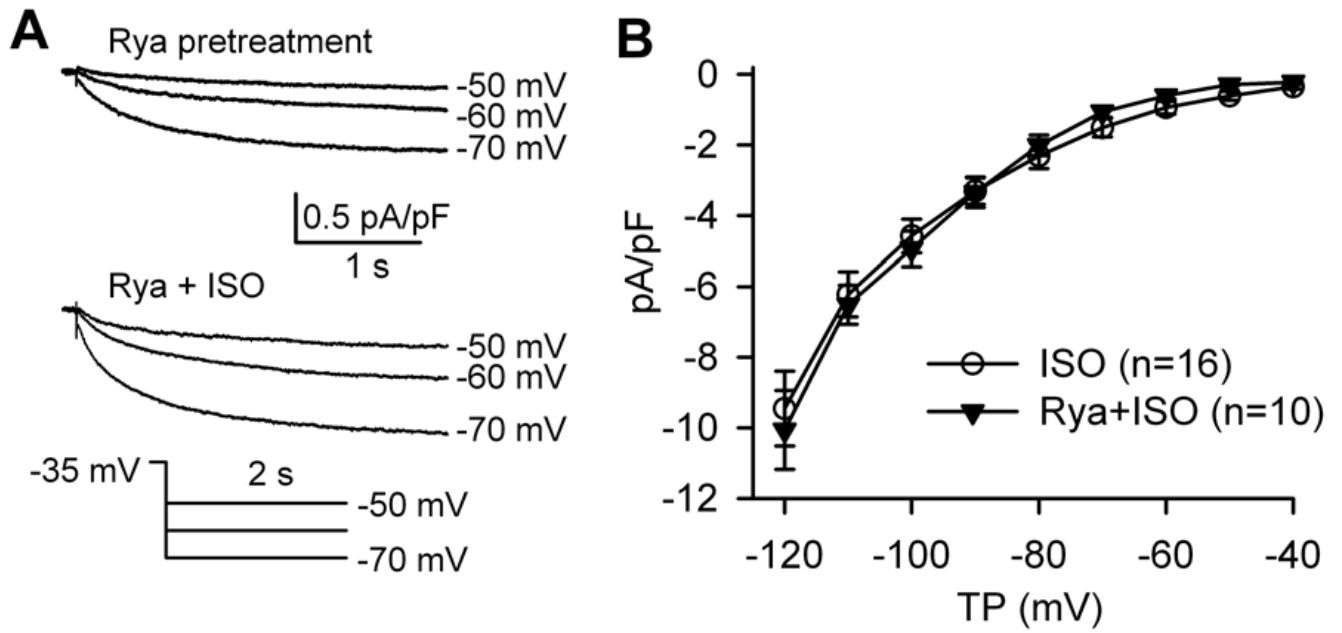 A
Rya pretreatment
-50 mV
-60 mV
-70 mV
0.5 pA/pF
1 s
Rya + ISO
-50 mV
-60 mV
-70 mV
-35 mV
2 s
-50 mV
-70 mV
B
0
-2
-4
-6
-8
-10
-12
pA/pF
ISO (n=16)
Rya+ISO (n=10)
-120 -100 -80 -60 -40
TP (mV)